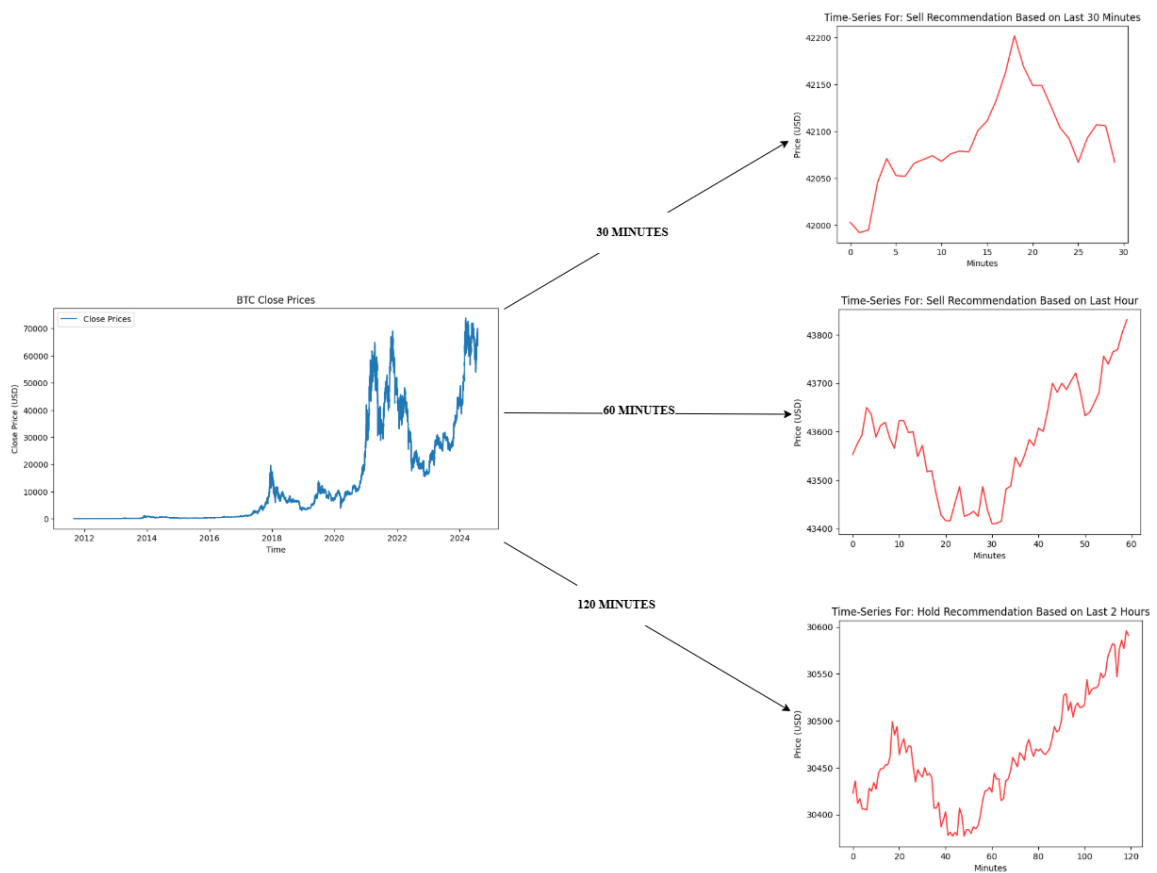 Time-Series For: Sell Recommendation Based on Last 30 Minutes
42200
42150
42100
42050
42000
Price (USD)
0 5 10 15 20 25 30
Minutes
30 MINUTES
BTC Close Prices
Close Prices
70000
60000
50000
40000
30000
20000
10000
0
Close Price (USD)
2012 2014 2016 2018 2020 2022 2024
Time
60 MINUTES
Time-Series For: Sell Recommendation Based on Last Hour
43800
43700
43600
43500
43400
Price (USD)
0 10 20 30 40 50 60
Minutes
120 MINUTES
Time-Series For: Hold Recommendation Based on Last 2 Hours
30600
30550
30500
30450
30400
Price (USD)
0 20 40 60 80 100 120
Minutes